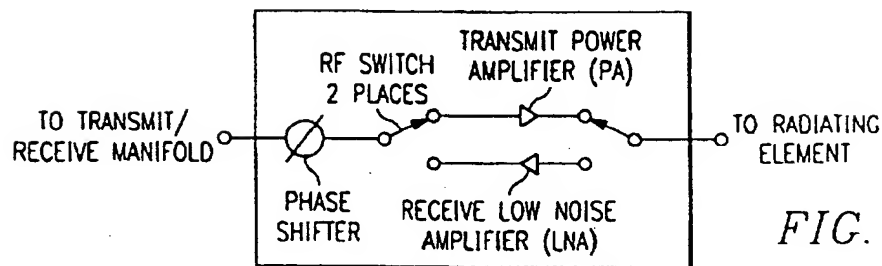 TRANSMIT POWER
AMPLIFIER (PA)
RF SWITCH
2 PLACES
TO TRANSMIT/
RECEIVE MANIFOLD
TO RADIATING
ELEMENT
PHASE
SHIFTER
RECEIVE LOW NOISE
AMPLIFIER (LNA)
FIG.